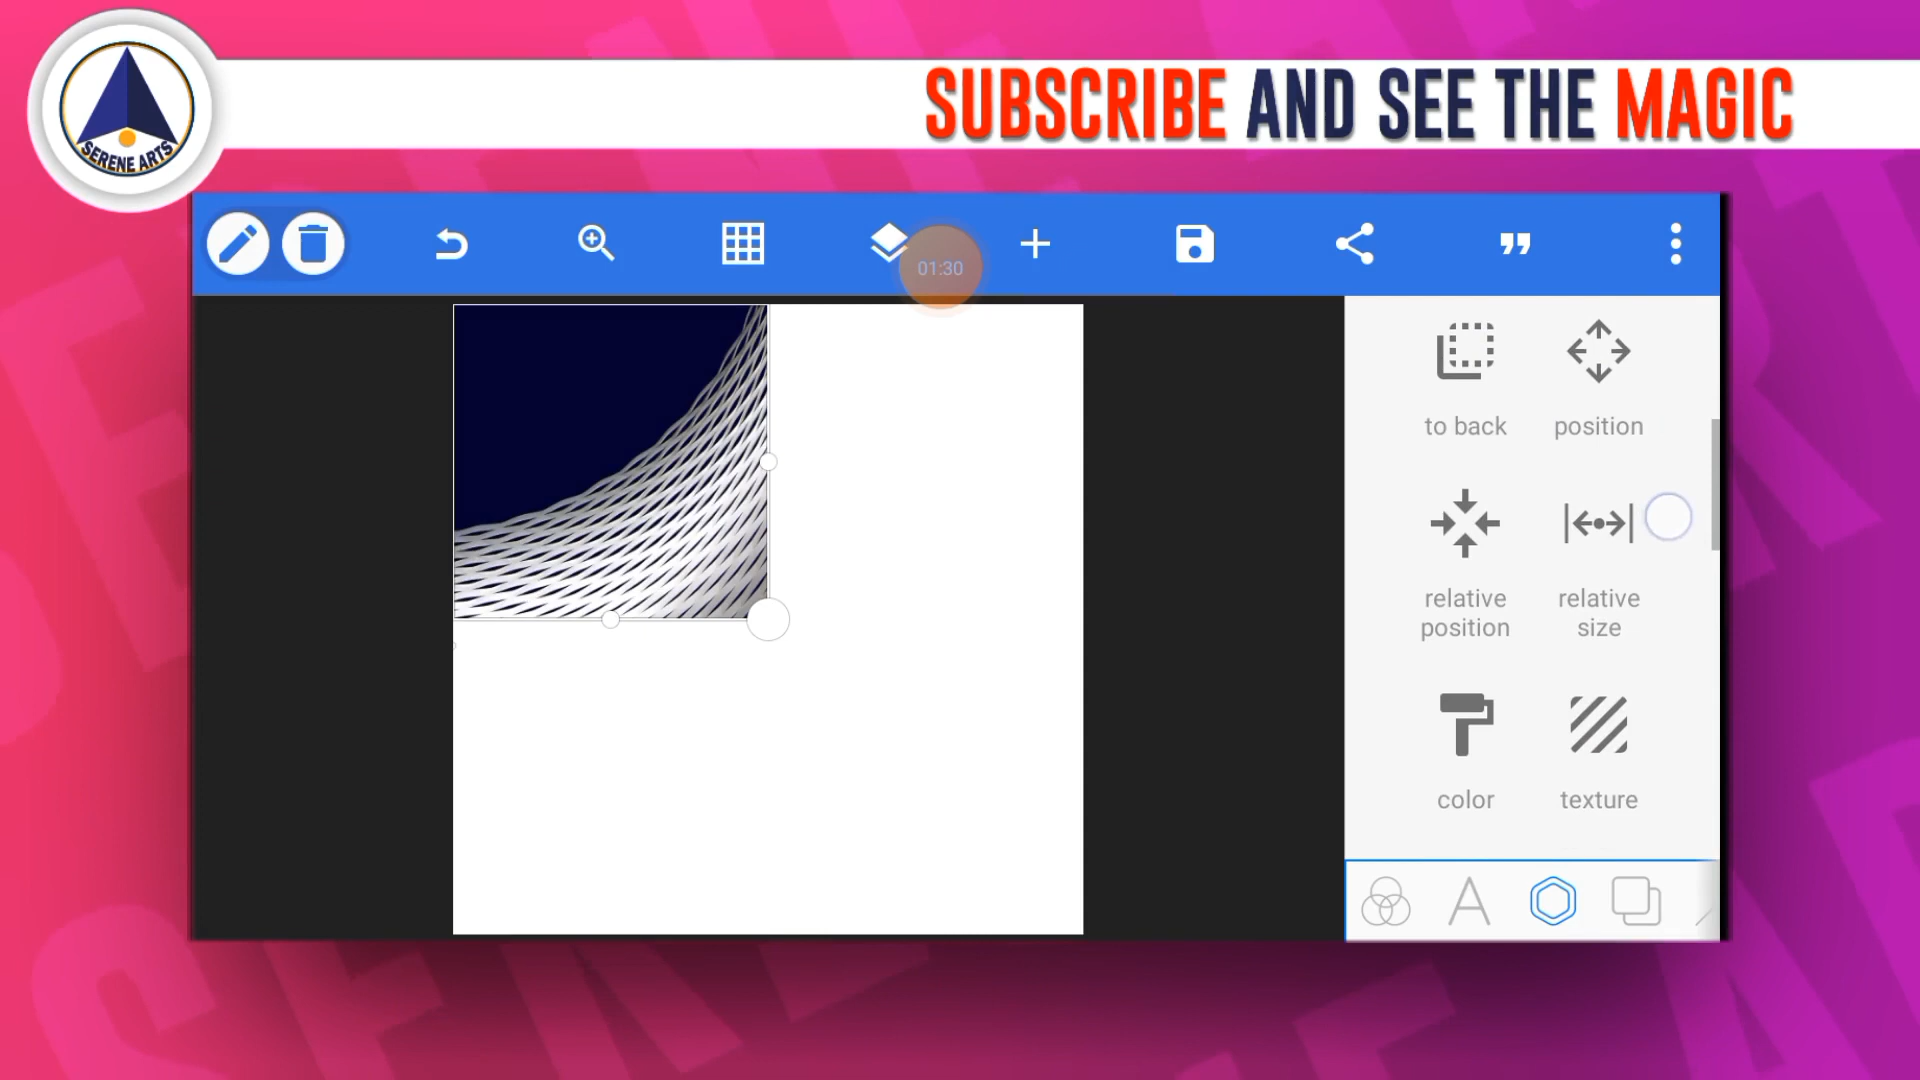 SUBSCRIBE AND SEE THE MAGIC
SERENE ARTS
01:30
to back
position
relative position
relative size
color
texture